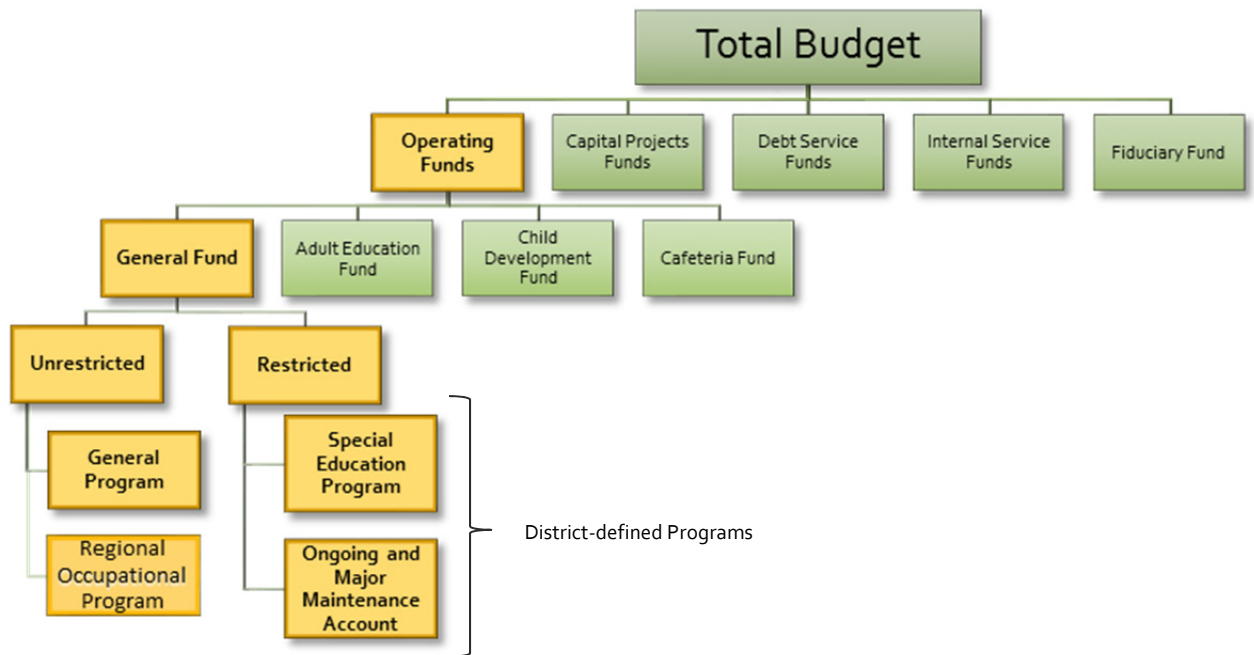 Total Budget
Operating
Funds
Capital Projects
Funds
Debt Service
Funds
Internal Service
Funds
Fiduciary Fund
General Fund
Adult Education
Fund
Child
Development
Fund
Cafeteria Fund
Unrestricted
Restricted
General
Program
Regional
Occupational
Program
Special
Education
Program
Ongoing and
Major
Maintenance
Account
District-defined Programs